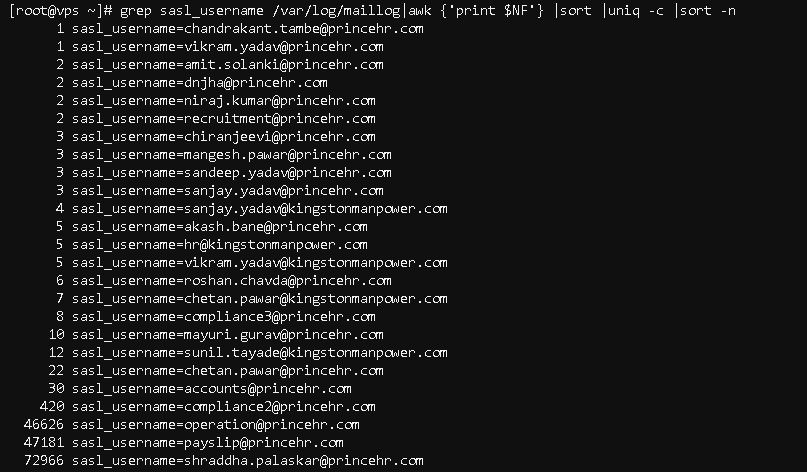 [root@vps ~]# grep sasl_username /var/log/maillog|awk {'print $NF'} |sort |uniq -c |sort -n
1 sasl_username=chandrakant.tambe@princehr.com
1 sasl_username=vikram.yadav@princehr.com
2 sasl_username=amit.solanki@princehr.com
2 sasl_username=dnjha@princehr.com
2 sasl_username=niraj.kumar@princehr.com
2 sasl_username=recruitment@princehr.com
3 sasl_username=chiranjeevi@princehr.com
3 sasl_username=mangesh.pawar@princehr.com
3 sasl_username=sandeep.yadav@princehr.com
3 sasl_username=sanjay.yadav@princehr.com
4 sasl_username=sanjay.yadav@kingstonmanpower.com
5 sasl_username=akash.bane@princehr.com
5 sasl_username=hr@kingstonmanpower.com
5 sasl_username=vikram.yadav@kingstonmanpower.com
6 sasl_username=roshan.chavda@princehr.com
7 sasl_username=chetan.pawar@kingstonmanpower.com
8 sasl_username=compliance3@princehr.com
10 sasl_username=mayuri.gurav@princehr.com
12 sasl_username=sunil.tayade@kingstonmanpower.com
22 sasl_username=chetan.pawar@princehr.com
30 sasl_username=accounts@princehr.com
420 sasl_username=compliance2@princehr.com
46626 sasl_username=operation@princehr.com
47181 sasl_username=payslip@princehr.com
72966 sasl_username=shraddha.palaskar@princehr.com